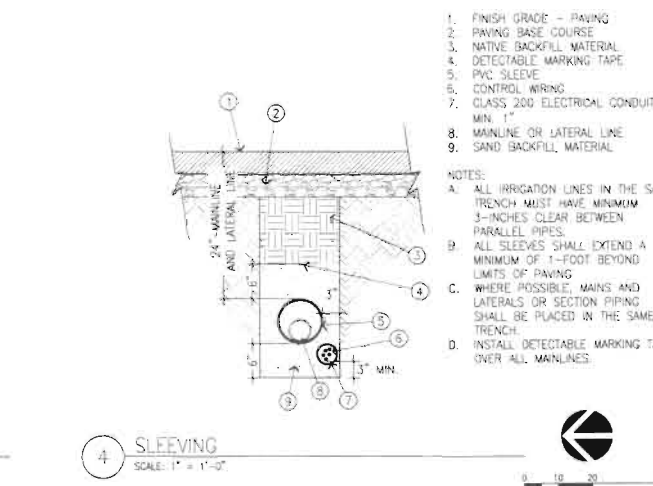 1. FINISH GRADE - PAVING
2. PAVING BASE COURSE
3. NATIVE BACKFILL MATERIAL
4. DETECTABLE MARKING TAPE
5. PVC SLEEVE
6. CONTROL WIRING
7. CLASS 200 ELECTRICAL CONDUIT
MIN. 1"
8. MAINLINE OR LATERAL LINE
9. SAND BACKFILL MATERIAL
NOTES:
A. ALL IRRIGATION LINES IN THE SA
TRENCH MUST HAVE MINIMUM
3-INCHES CLEAR BETWEEN
PARALLEL PIPES.
B. ALL SLEEVES SHALL EXTEND A
MINIMUM OF 1-FOOT BEYOND
LIMITS OF PAVING
C. WHERE POSSIBLE, MAINS AND
LATERALS OR SECTION PIPING
SHALL BE PLACED IN THE SAME
TRENCH.
D. INSTALL DETECTABLE MARKING T
OVER ALL MAINLINES.
1
2
24" -MAINLINE
AND LATERAL LINE
3
4
6"
3"
5
6
6"
3" MIN.
9
8
7
4
SLEEVING
SCALE: 1" = 1'-0"
0 10 20